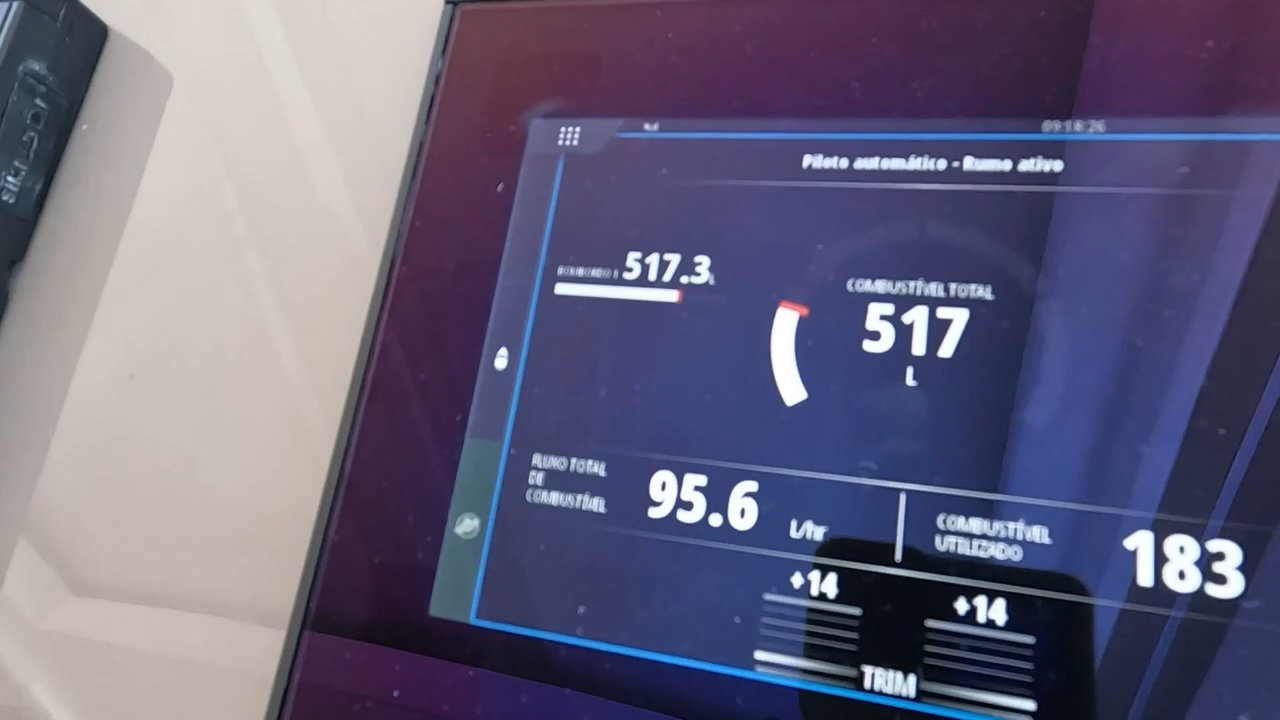 09:18:26
Piloto automático - Rumo ativo
517.3 L
COMBUSTÍVEL TOTAL
517
L
FLUXO TOTAL
DE
COMBUSTÍVEL
95.6
L/hr
COMBUSTÍVEL
UTILIZADO
183
+14
+14
TRIM